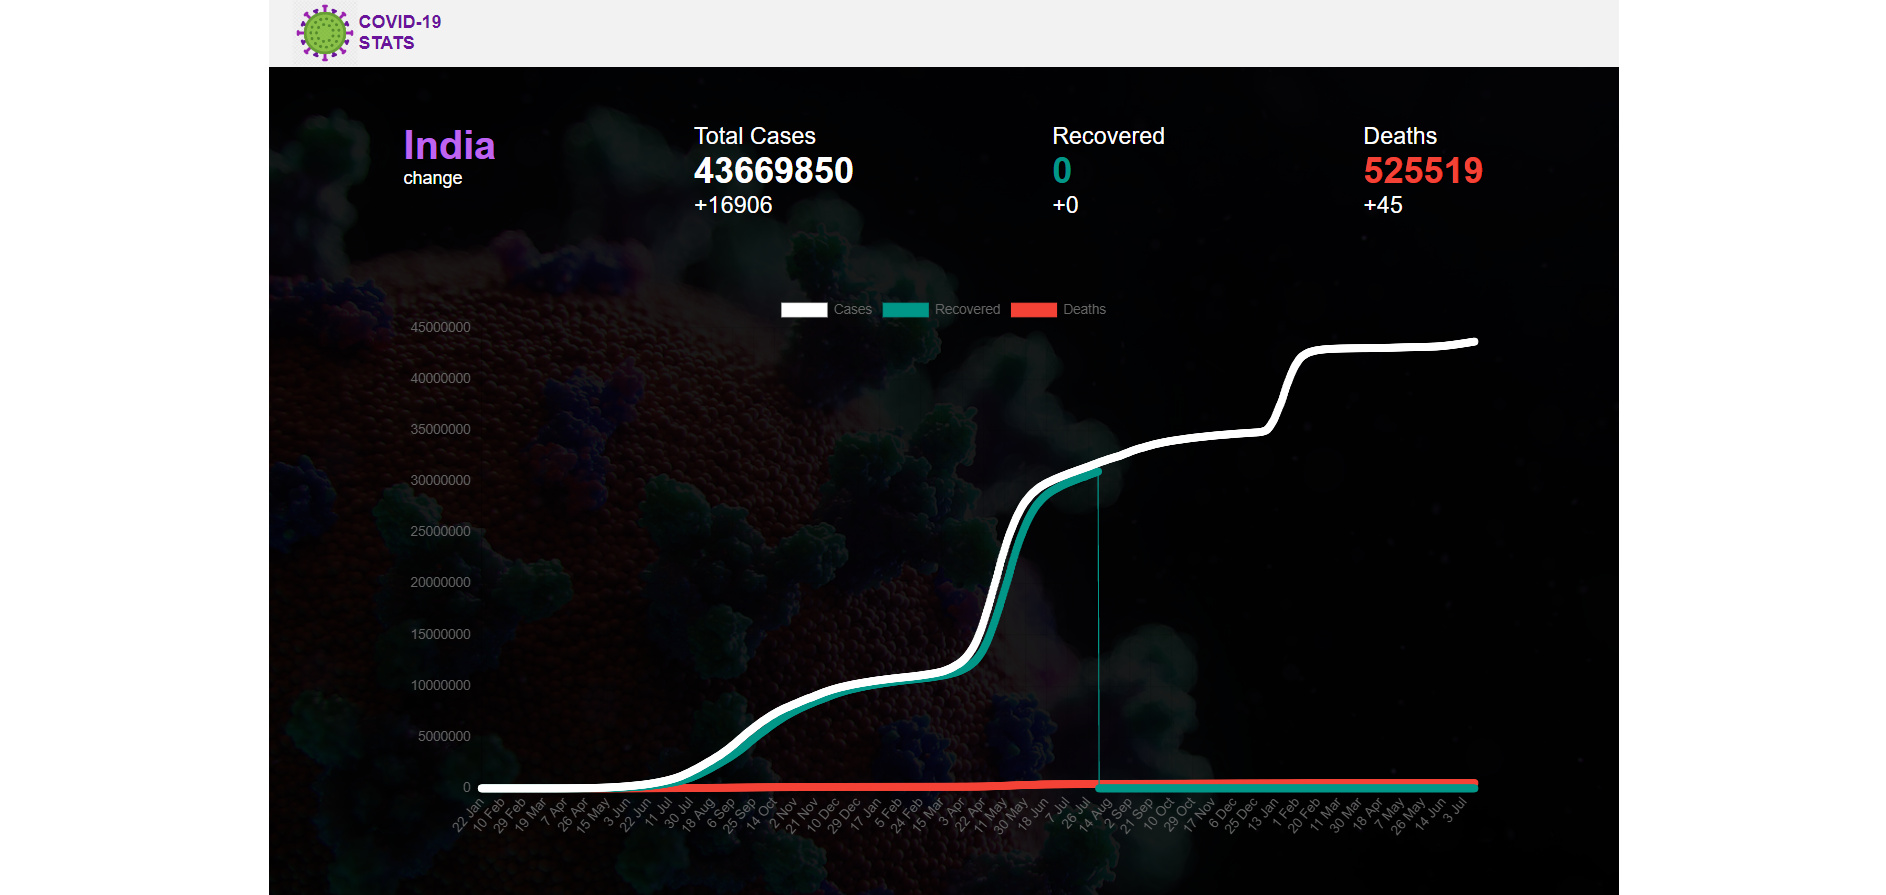 COVID-19
STATS
India
change
Total Cases
43669850
+16906
Recovered
0
+0
Deaths
525519
+45
Cases Recovered Deaths
45000000
40000000
35000000
30000000
25000000
20000000
15000000
10000000
5000000
0
22 Jan
10 Feb
29 Feb
19 Mar
7 Apr
26 Apr
15 May
3 Jun
22 Jun
11 Jul
30 Jul
18 Aug
6 Sep
25 Sep
14 Oct
2 Nov
21 Nov
10 Dec
29 Dec
17 Jan
5 Feb
24 Feb
15 Mar
3 Apr
22 Apr
11 May
30 May
18 Jun
7 Jul
26 Jul
14 Aug
2 Sep
21 Sep
10 Oct
29 Oct
17 Nov
6 Dec
25 Dec
13 Jan
1 Feb
20 Feb
11 Mar
30 Mar
18 Apr
7 May
26 May
14 Jun
3 Jul